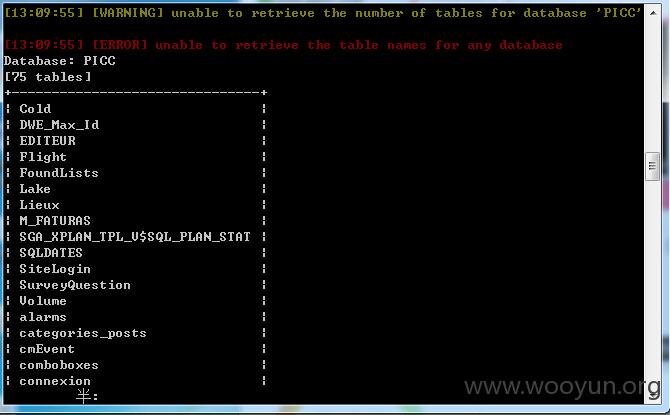 [13:09:55] [WARNING] unable to retrieve the number of tables for database 'PICC'
[13:09:55] [ERROR] unable to retrieve the table names for any database
Database: PICC
[75 tables]
+-------------------------------+
¦ Cold ¦
¦ DWE_Max_Id ¦
¦ EDITEUR ¦
¦ Flight ¦
¦ FoundLists ¦
¦ Lake ¦
¦ Lieux ¦
¦ M_FATURAS ¦
¦ SGA_XPLAN_TPL_V$SQL_PLAN_STAT ¦
¦ SQLDATES ¦
¦ SiteLogin ¦
¦ SurveyQuestion ¦
¦ Volume ¦
¦ alarms ¦
¦ categories_posts ¦
¦ cmEvent ¦
¦ comboboxes ¦
¦ connexion ¦
半:
www.wooyun.org